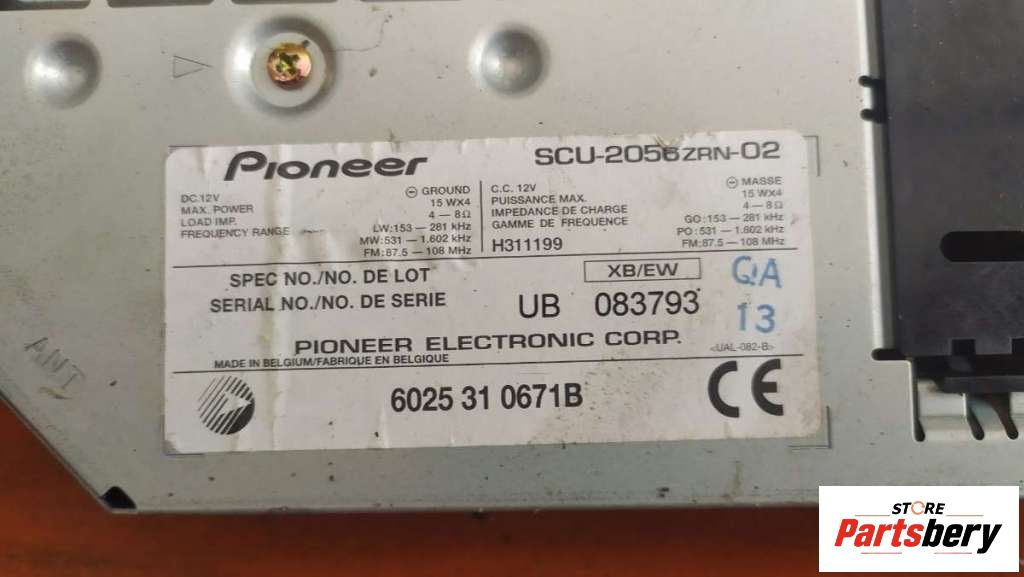 Pioneer SCU-2056ZRN-02
DC.12V ⊖ GROUND
MAX. POWER 15 WX4
LOAD IMP. 4 – 8Ω
FREQUENCY RANGE LW:153 – 281 kHz
MW:531 – 1.602 kHz
FM:87.5 – 108 MHz
C.C. 12V ⊖ MASSE
PUISSANCE MAX. 15 WX4
IMPEDANCE DE CHARGE 4 – 8Ω
GAMME DE FREQUENCE GO:153 – 281 kHz
PO:531 – 1.602 kHz
H311199 FM:87.5 – 108 MHz
SPEC NO./NO. DE LOT XB/EW QA
SERIAL NO./NO. DE SERIE UB 083793 13
PIONEER ELECTRONIC CORP. <UAL-082-B>
MADE IN BELGIUM/FABRIQUE EN BELGIQUE
6025 31 0671B CE
ANT
STORE
Partsbery